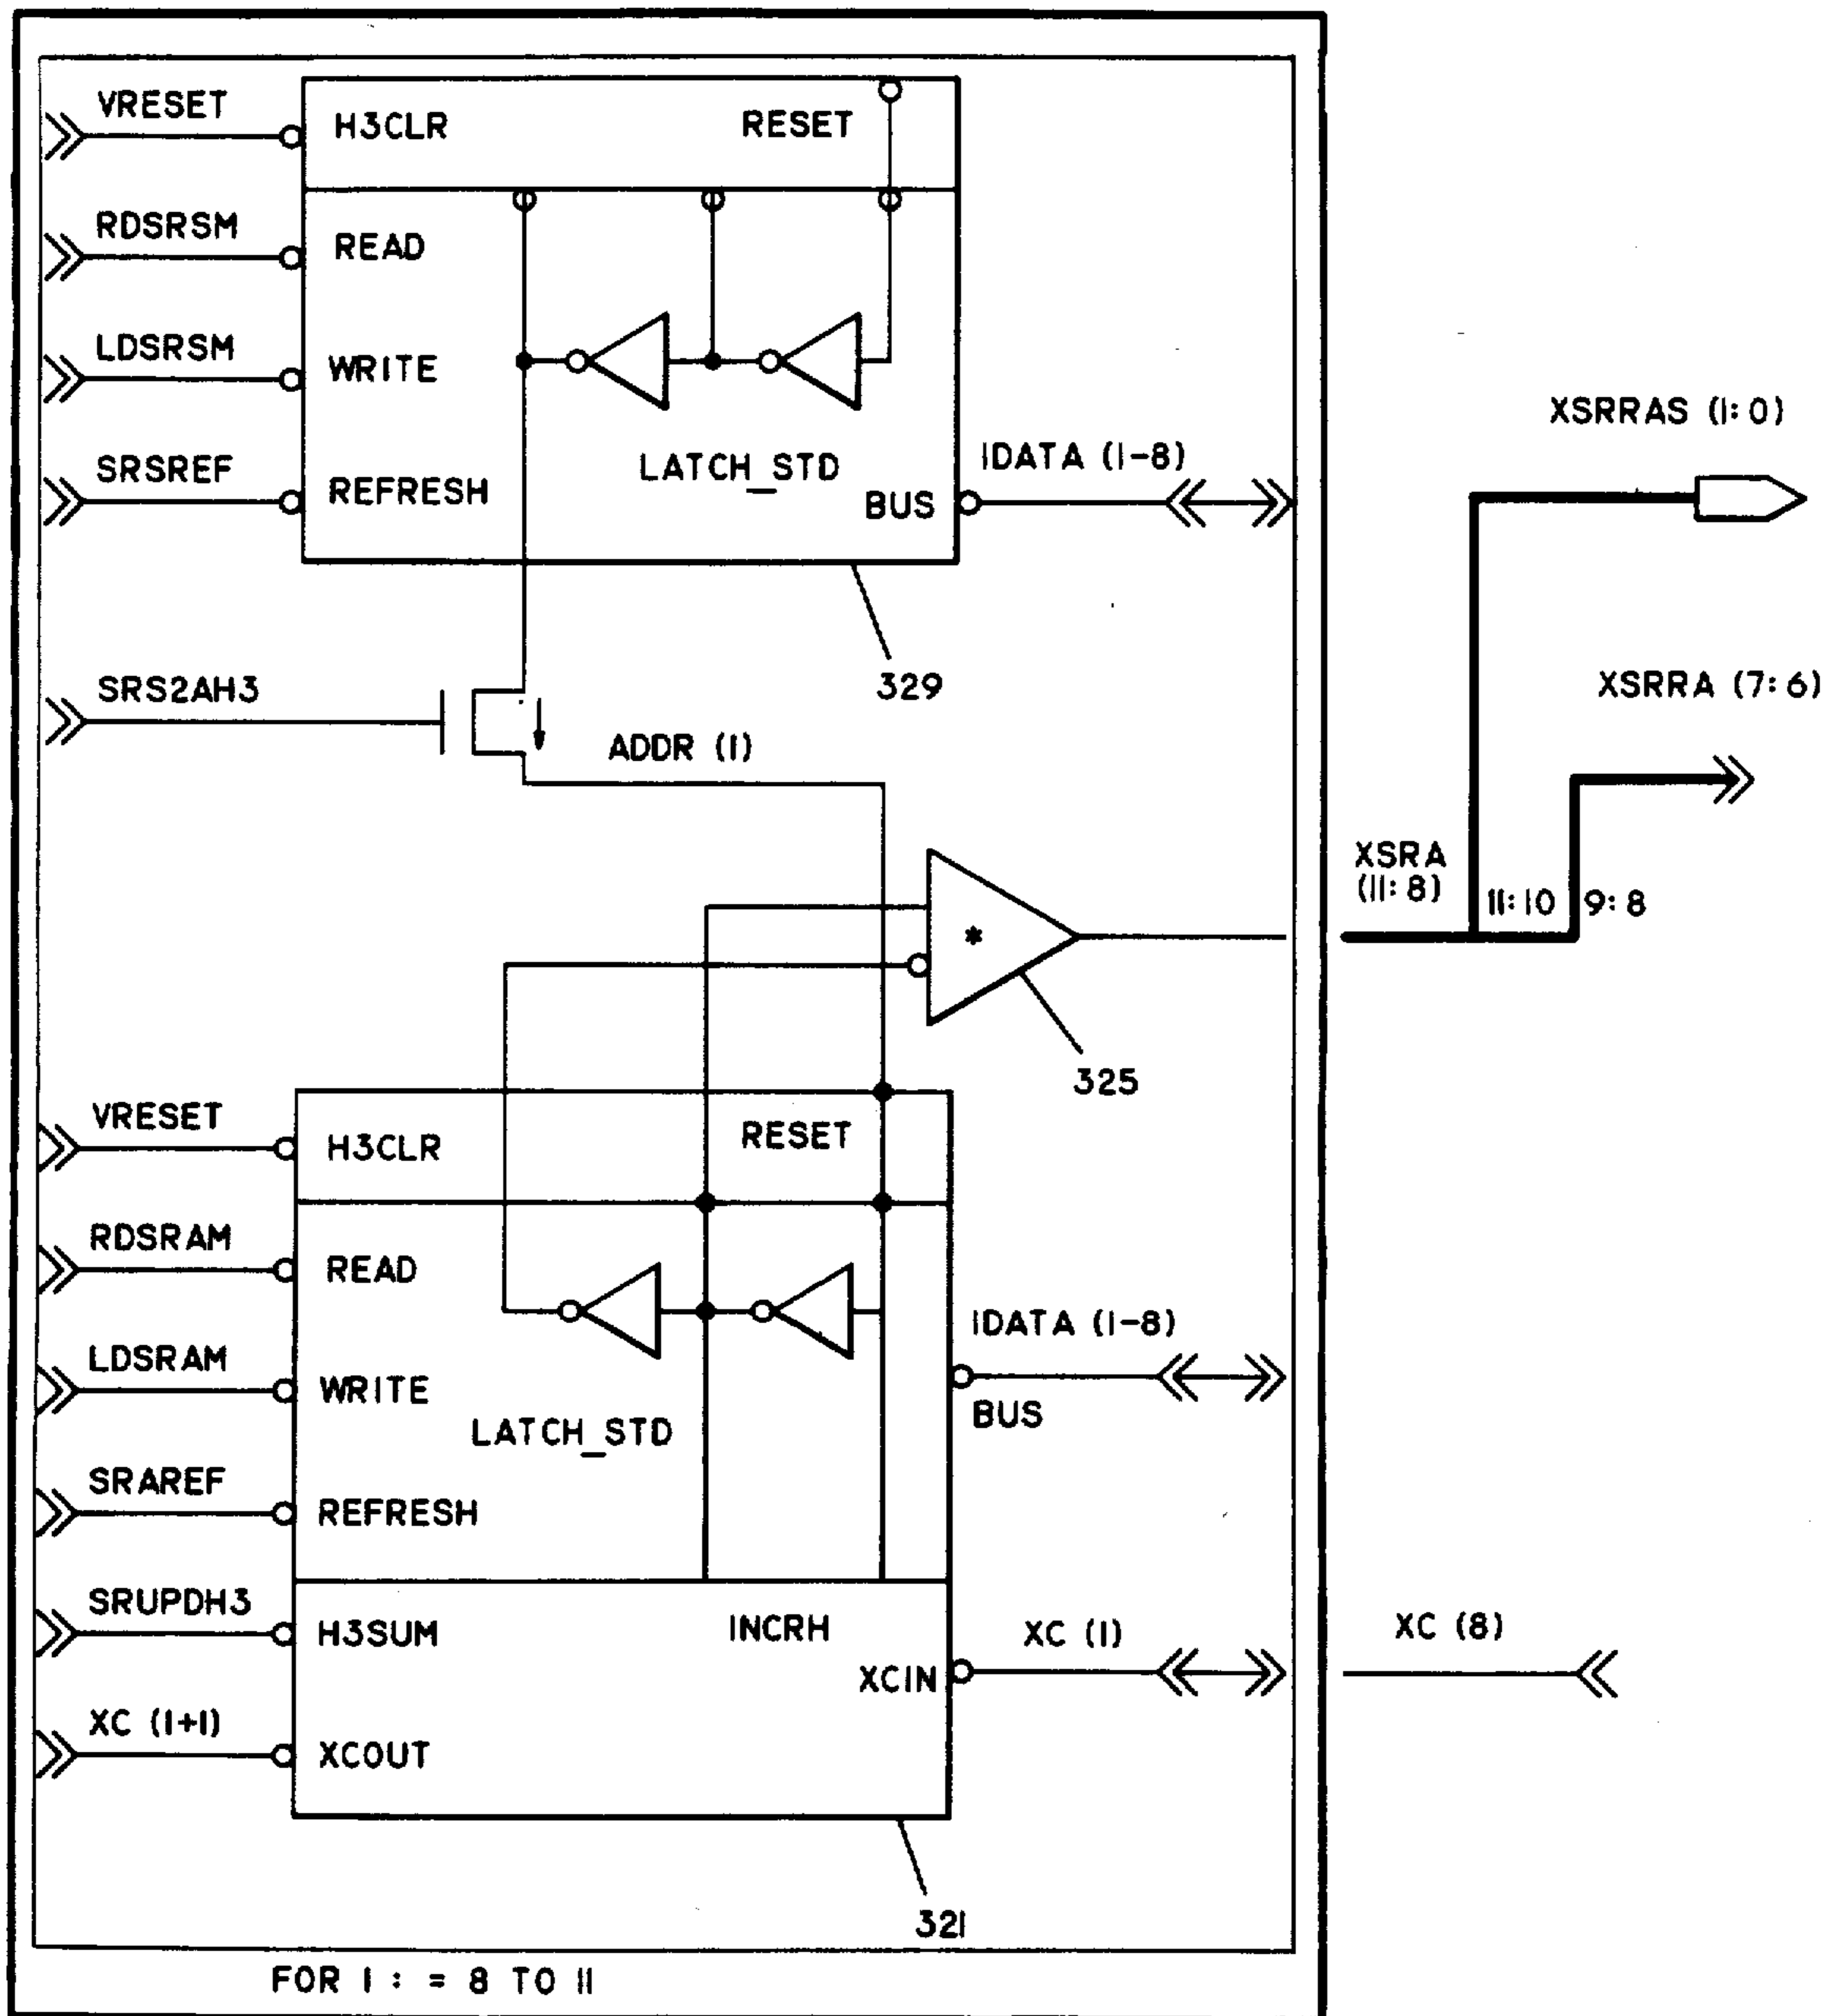 VRESET
H3CLR
RESET
RDSRSM
READ
LDSRSM
WRITE
SRSREF
REFRESH
LATCH_STD
BUS
IDATA (I-8)
329
SRS2AH3
ADDR (I)
XSRRAS (1:0)
XSRRA (7:6)
XSRA
(11:8)
11:10
9:8
*
325
VRESET
H3CLR
RESET
RDSRAM
READ
LDSRAM
WRITE
LATCH_STD
IDATA (I-8)
BUS
SRAREF
REFRESH
SRUPDH3
H3SUM
INCRH
XCIN
XC (I)
XC (8)
XC (I+1)
XCOUT
321
FOR I : = 8 TO 11